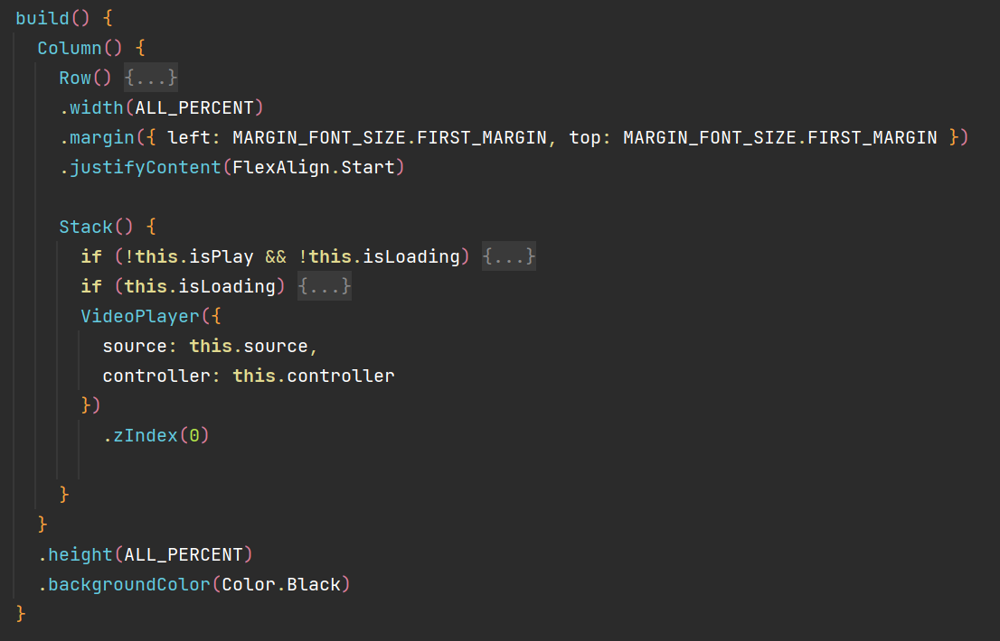 build() {
  Column() {
    Row() {...}
    .width(ALL_PERCENT)
    .margin({ left: MARGIN_FONT_SIZE.FIRST_MARGIN, top: MARGIN_FONT_SIZE.FIRST_MARGIN })
    .justifyContent(FlexAlign.Start)

    Stack() {
      if (!this.isPlay && !this.isLoading) {...}
      if (this.isLoading) {...}
      VideoPlayer({
        source: this.source,
        controller: this.controller
      })
        .zIndex(0)

    }
  }
  .height(ALL_PERCENT)
  .backgroundColor(Color.Black)
}